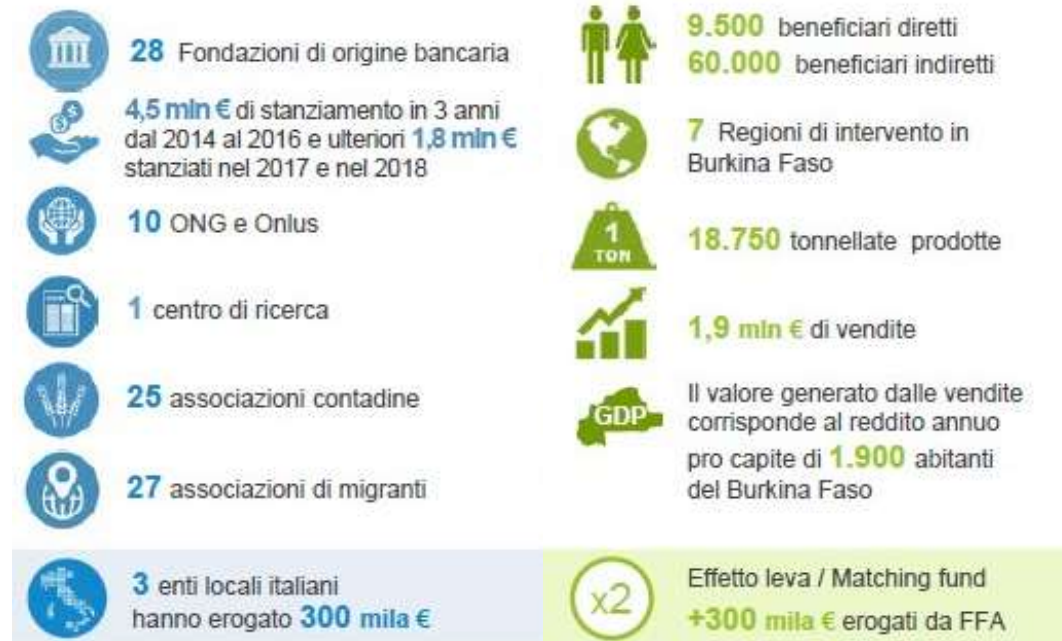 28 Fondazioni di origine bancaria
4,5 mln € di stanziamento in 3 anni
dal 2014 al 2016 e ulteriori 1,8 mln €
stanziati nel 2017 e nel 2018
10 ONG e Onlus
1 centro di ricerca
25 associazioni contadine
27 associazioni di migranti
3 enti locali italiani
hanno erogato 300 mila €
9.500 beneficiari diretti
60.000 beneficiari indiretti
7 Regioni di intervento in
Burkina Faso
1
TON
18.750 tonnellate prodotte
1,9 mln € di vendite
GDP
Il valore generato dalle vendite
corrisponde al reddito annuo
pro capite di 1.900 abitanti
del Burkina Faso
x2
Effetto leva / Matching fund
+300 mila € erogati da FFA